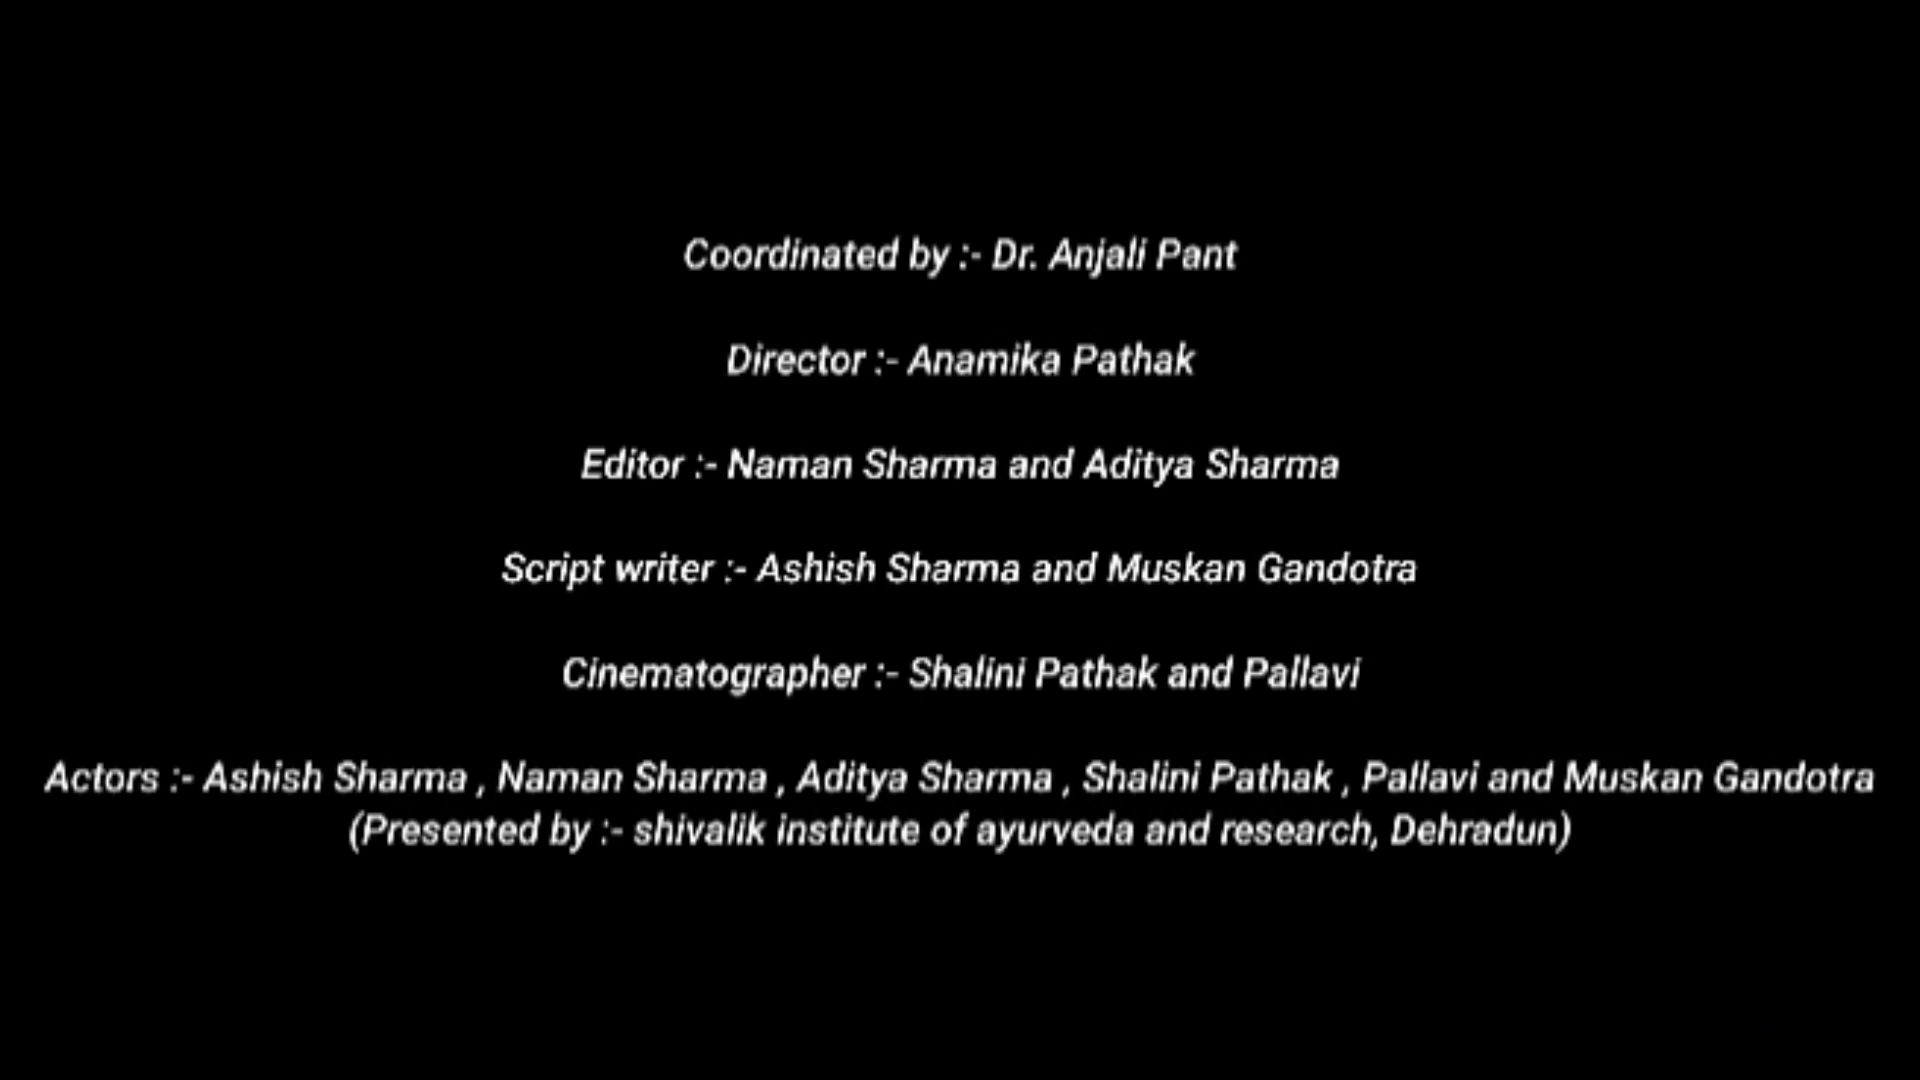 Coordinated by :- Dr. Anjali Pant
Director :- Anamika Pathak
Editor :- Naman Sharma and Aditya Sharma
Script writer :- Ashish Sharma and Muskan Gandotra
Cinematographer :- Shalini Pathak and Pallavi
Actors :- Ashish Sharma , Naman Sharma , Aditya Sharma , Shalini Pathak , Pallavi and Muskan Gandotra
(Presented by :- shivalik institute of ayurveda and research, Dehradun)